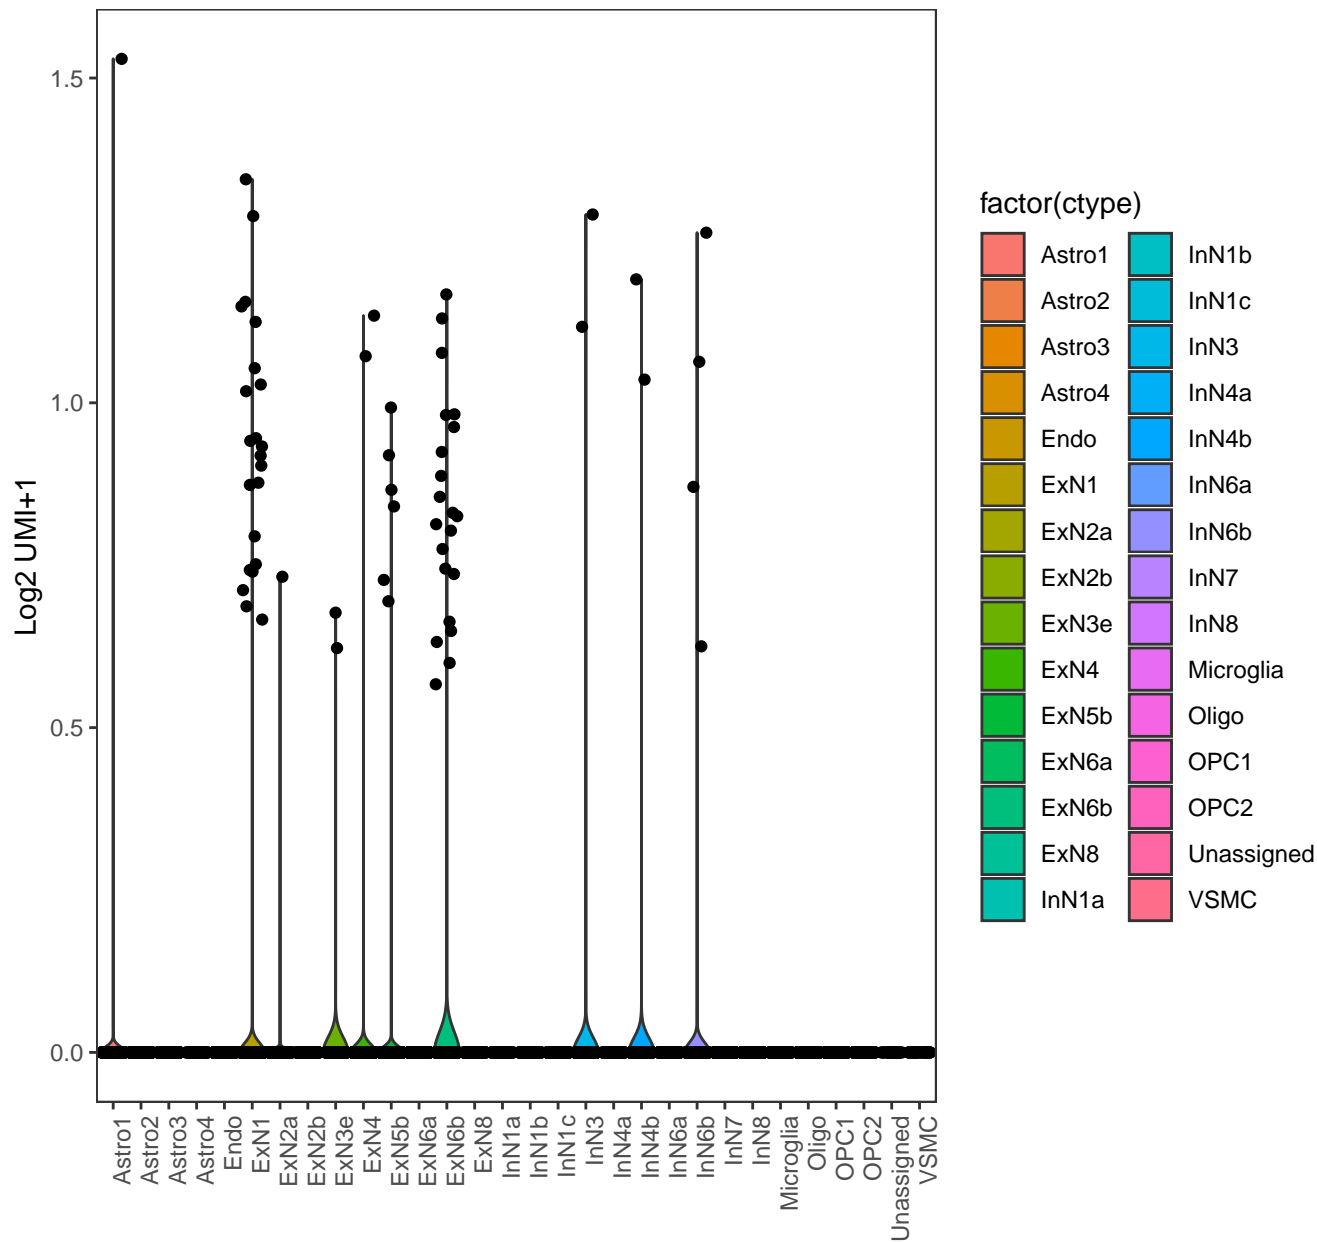 1.5
1.0
0.5
0.0
Log2 UMI+1
Astro1
Astro2
Astro3
Astro4
Endo
ExN1
ExN2a
ExN2b
ExN3e
ExN4
ExN5b
ExN6a
ExN6b
ExN8
InN1a
InN1b
InN1c
InN3
InN4a
InN4b
InN6a
InN6b
InN7
InN8
Microglia
Oligo
OPC1
OPC2
Unassigned
VSMC
factor(ctype)
Astro1
Astro2
Astro3
Astro4
Endo
ExN1
ExN2a
ExN2b
ExN3e
ExN4
ExN5b
ExN6a
ExN6b
ExN8
InN1a
InN1b
InN1c
InN3
InN4a
InN4b
InN6a
InN6b
InN7
InN8
Microglia
Oligo
OPC1
OPC2
Unassigned
VSMC